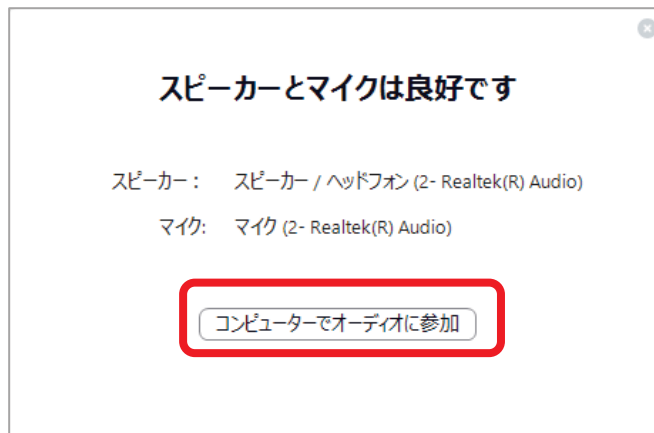 スピーカーとマイクは良好です
スピーカー： スピーカー / ヘッドフォン (2- Realtek(R) Audio)
マイク: マイク (2- Realtek(R) Audio)
コンピューターでオーディオに参加